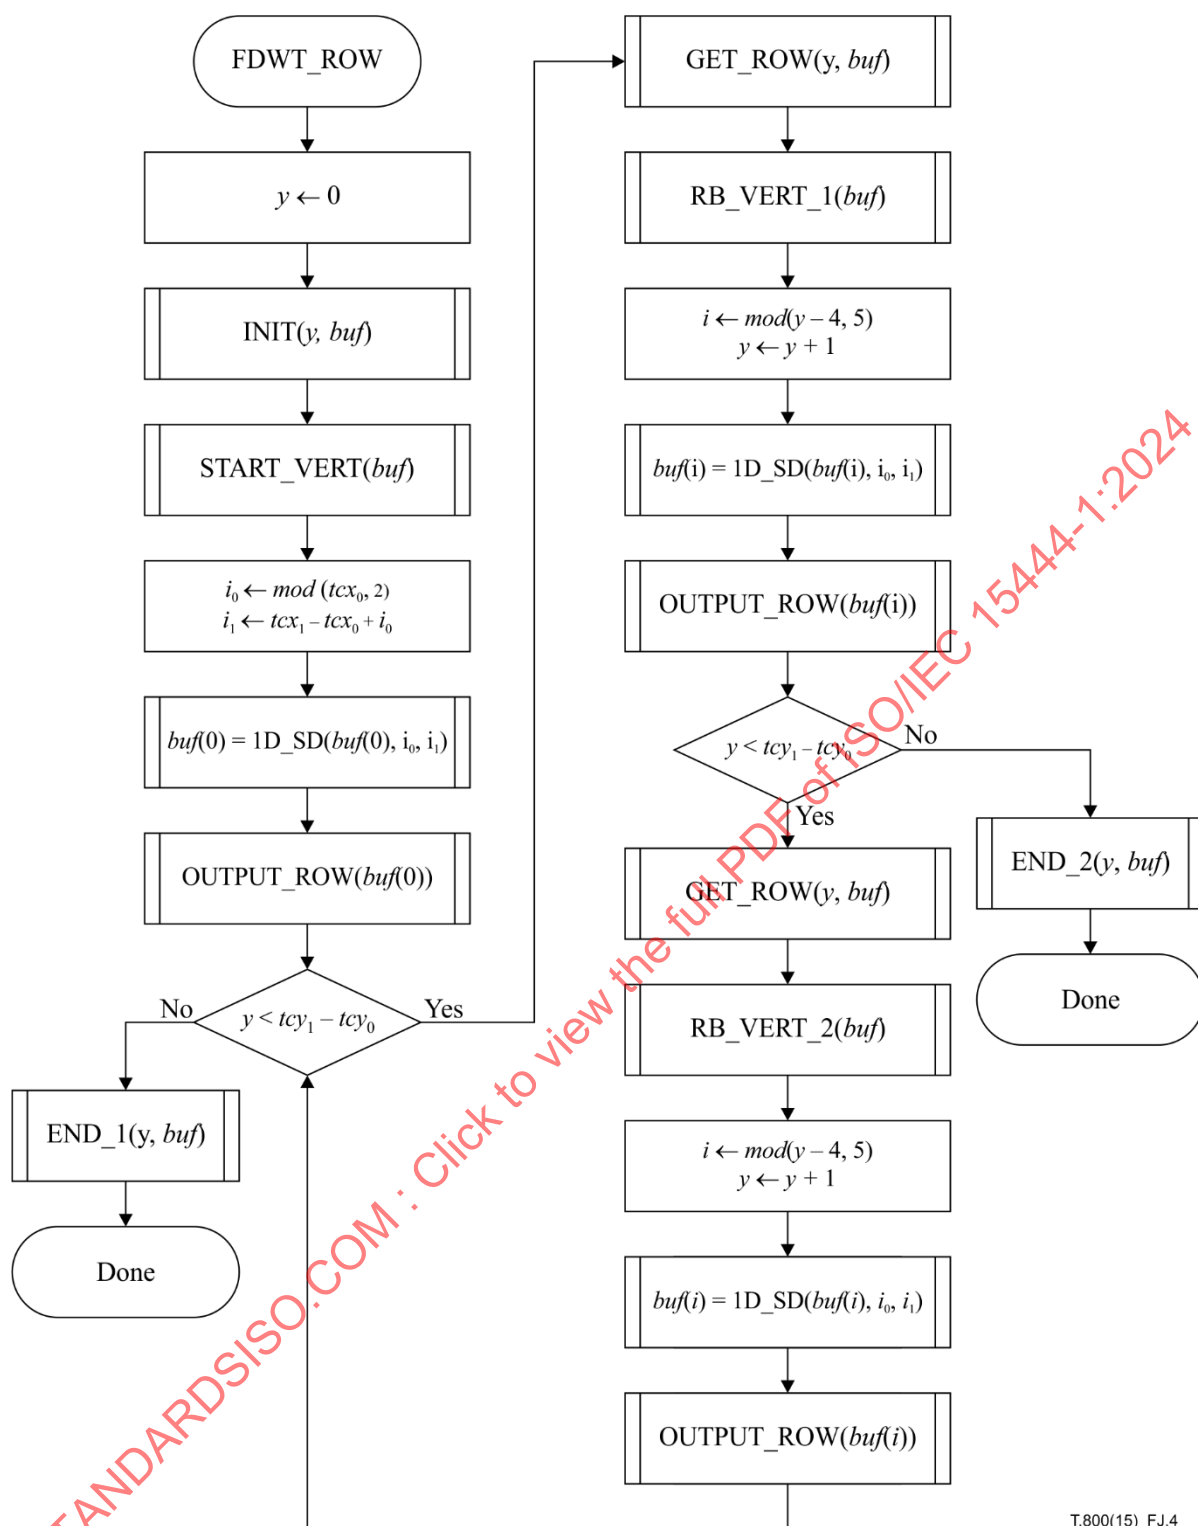 FDWT_ROW
y ← 0
INIT(y, buf)
START_VERT(buf)
i₀ ← mod (tcx₀, 2)
i₁ ← tcx₁ – tcx₀ + i₀
buf(0) = 1D_SD(buf(0), i₀, i₁)
OUTPUT_ROW(buf(0))
y < tcy₁ – tcy₀
No
Yes
END_1(y, buf)
Done
GET_ROW(y, buf)
RB_VERT_1(buf)
i ← mod(y – 4, 5)
y ← y + 1
buf(i) = 1D_SD(buf(i), i₀, i₁)
OUTPUT_ROW(buf(i))
y < tcy₁ – tcy₀
No
Yes
END_2(y, buf)
Done
GET_ROW(y, buf)
RB_VERT_2(buf)
i ← mod(y – 4, 5)
y ← y + 1
buf(i) = 1D_SD(buf(i), i₀, i₁)
OUTPUT_ROW(buf(i))
T.800(15)_FJ.4
TANDARDSISO.COM : Click to view the full PDF of ISO/IEC 15444-1:2024